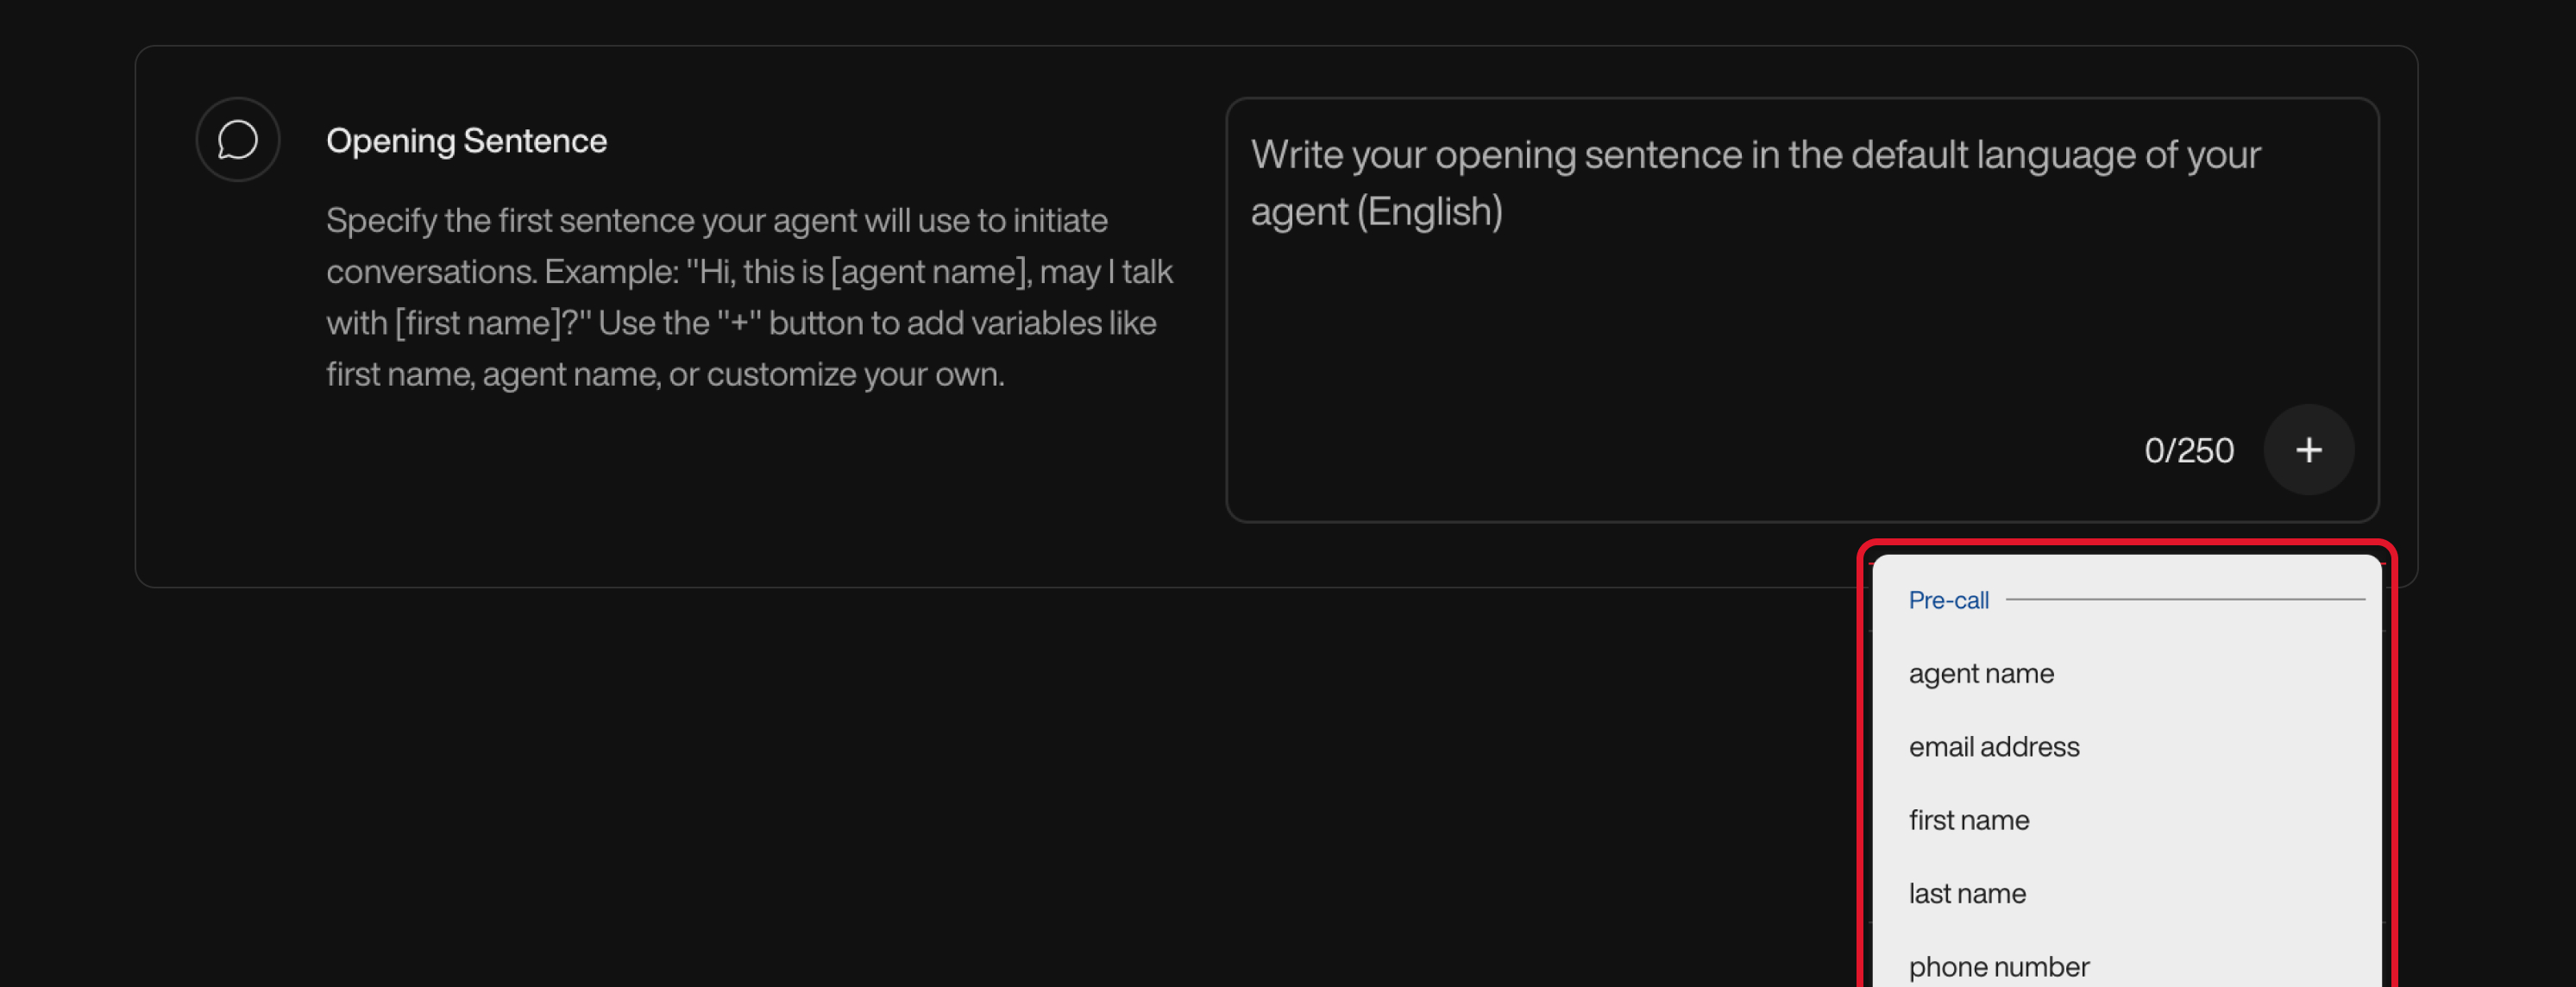 Opening Sentence
Specify the first sentence your agent will use to initiate
conversations. Example: "Hi, this is [agent name], may I talk
with [first name]?" Use the "+" button to add variables like
first name, agent name, or customize your own.
Write your opening sentence in the default language of your
agent (English)
0/250 +
Pre-call
agent name
email address
first name
last name
phone number